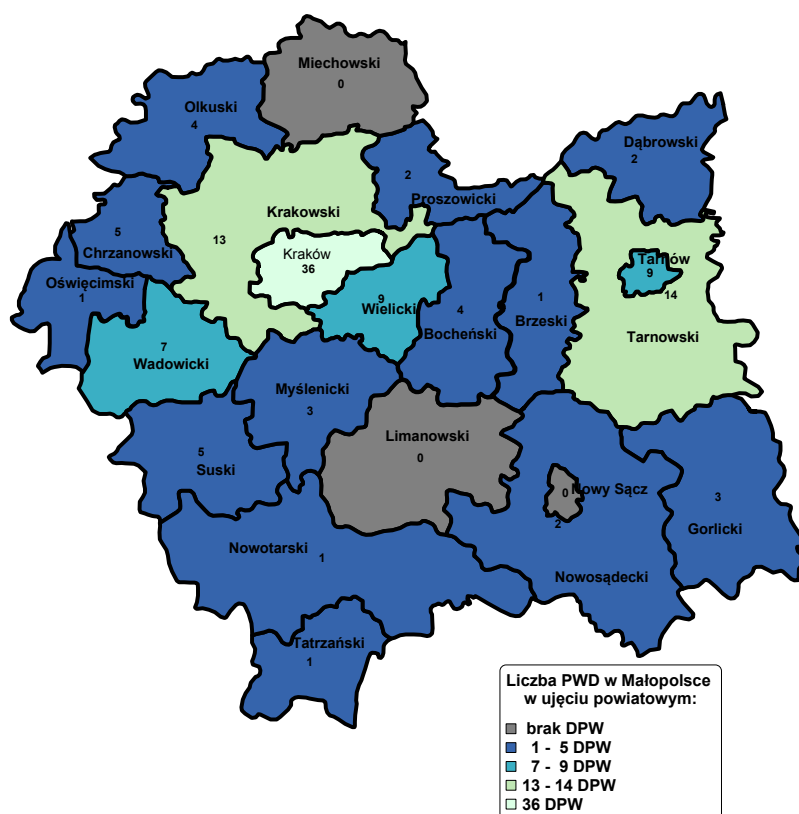 Miechowski
0
Olkuski
4
Dąbrowski
2
2
Proszowicki
Krakowski
13
5
Chrzanowski
Kraków
36
Tarnów
9
14
Oświęcimski
1
9
Wielicki
4
Bocheński
1
Brzeski
Tarnowski
7
Wadowicki
Myślenicki
3
Limanowski
0
5
Suski
Nowy Sącz
0
2
3
Gorlicki
Nowotarski
1
Nowosądecki
Tatrzański
1
Liczba PWD w Małopolsce
w ujęciu powiatowym:
brak DPW
1 - 5 DPW
7 - 9 DPW
13 - 14 DPW
36 DPW